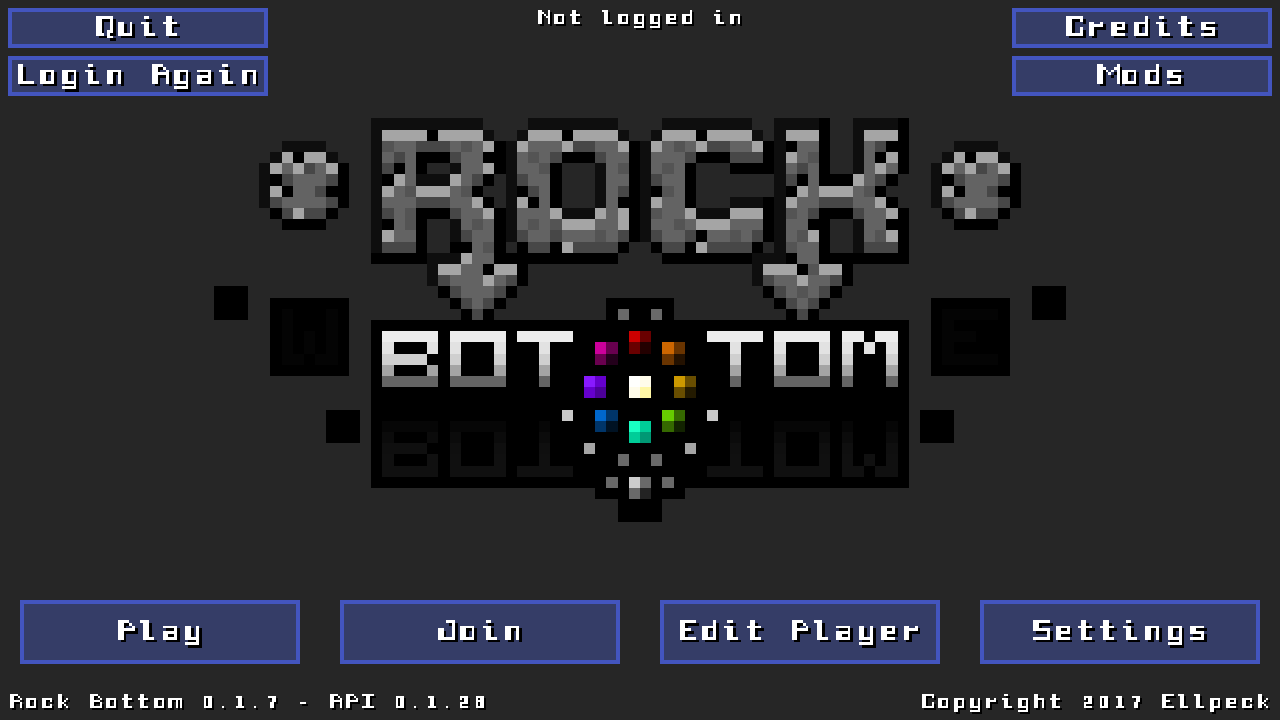 Quit
Not logged in
Credits
Login Again
Mods
ROCK
BOT TOM
Play
Join
Edit Player
Settings
Rock Bottom 0.1.7 - API 0.1.28
Copyright 2017 Ellpeck